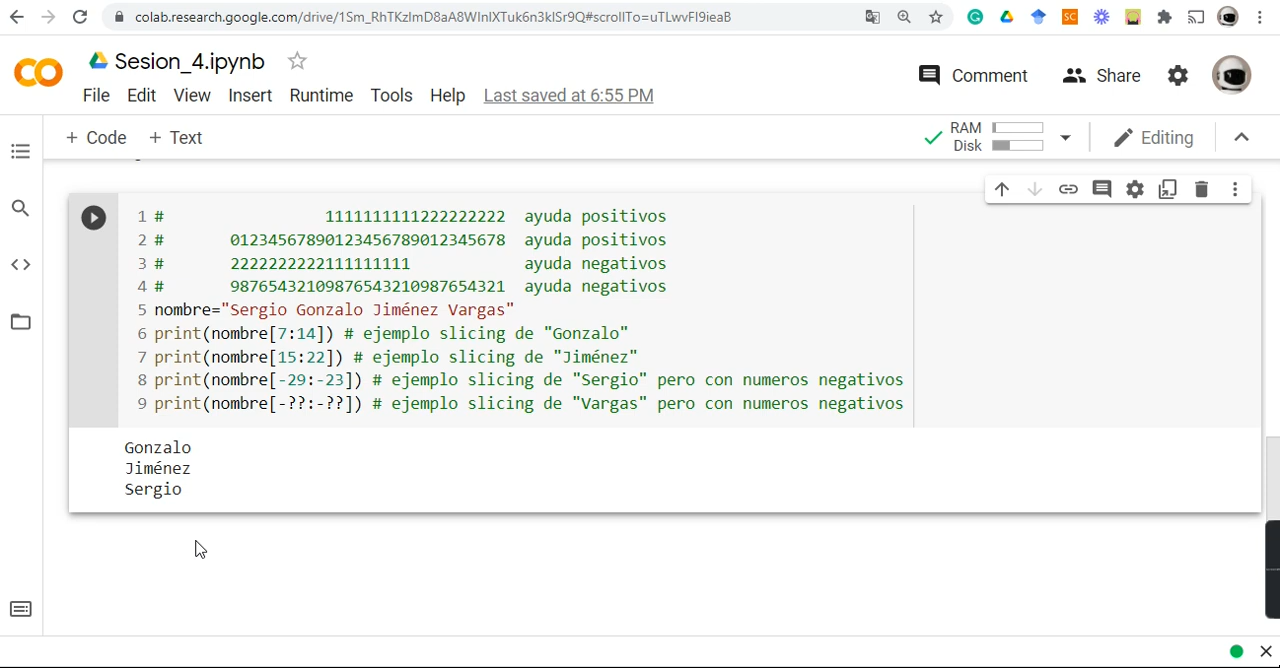 colab.research.google.com/drive/1Sm_RhTKzlmD8aA8WInlXTuk6n3klSr9Q#scrollTo=uTLwvFI9ieaB
SC
CO
Sesion_4.ipynb
Comment
Share
File Edit View Insert Runtime Tools Help Last saved at 6:55 PM
+ Code + Text
RAM
Disk
Editing
1 #                 1111111111222222222  ayuda positivos
2 #       01234567890123456789012345678  ayuda positivos
3 #       2222222222111111111            ayuda negativos
4 #       98765432109876543210987654321  ayuda negativos
5 nombre="Sergio Gonzalo Jiménez Vargas"
6 print(nombre[7:14]) # ejemplo slicing de "Gonzalo"
7 print(nombre[15:22]) # ejemplo slicing de "Jiménez"
8 print(nombre[-29:-23]) # ejemplo slicing de "Sergio" pero con numeros negativos
9 print(nombre[-??:-??]) # ejemplo slicing de "Vargas" pero con numeros negativos
Gonzalo
Jiménez
Sergio